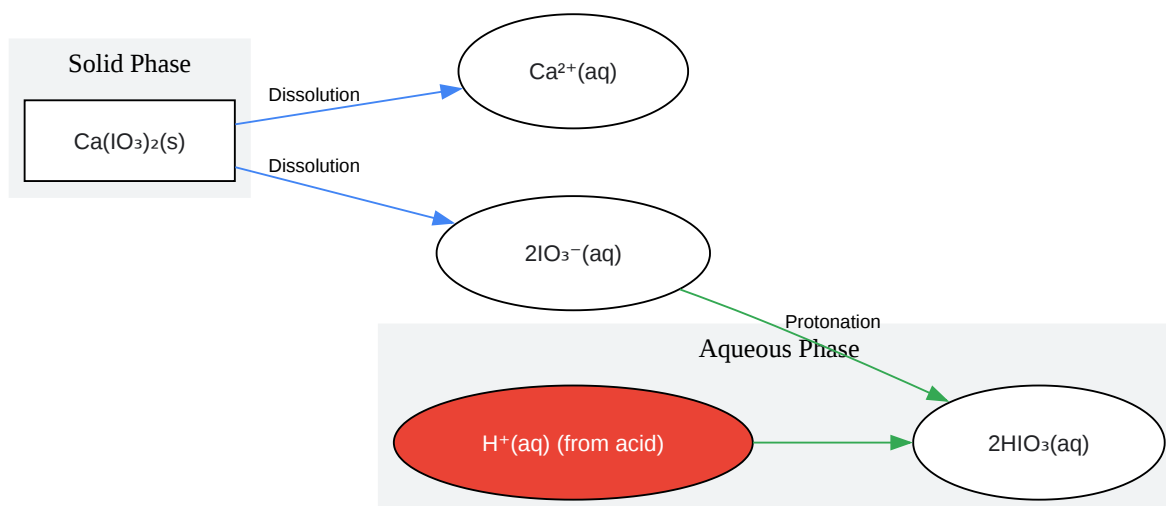 Solid Phase
Ca(IO₃)₂(s)
Dissolution
Ca²⁺(aq)
Dissolution
2IO₃⁻(aq)
Protonation
Aqueous Phase
H⁺(aq) (from acid)
2HIO₃(aq)